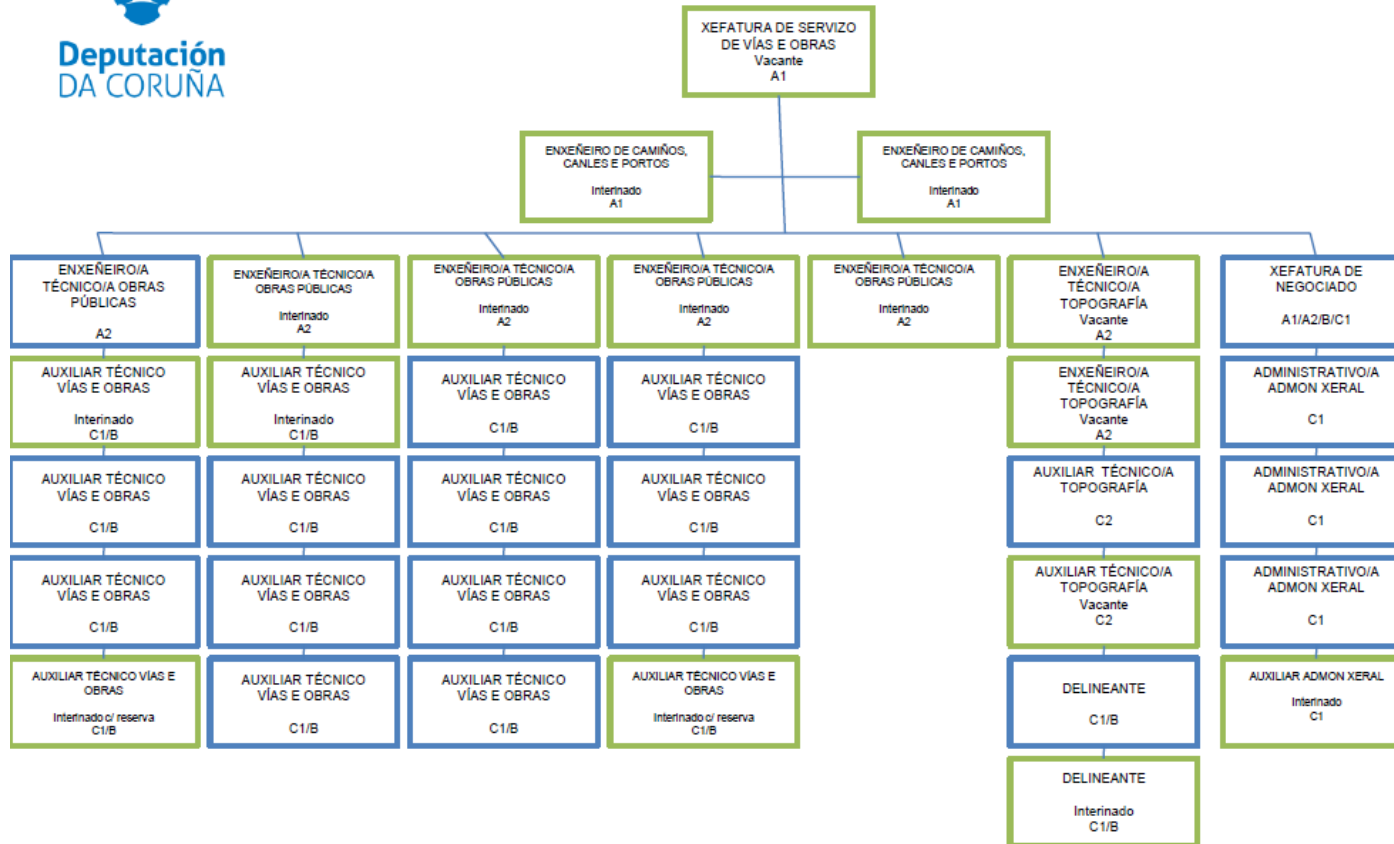 Deputación
DA CORUÑA
XEFATURA DE SERVIZO
DE VÍAS E OBRAS
Vacante
A1
ENXEÑEIRO DE CAMIÑOS,
CANLES E PORTOS
Interinado
A1
ENXEÑEIRO DE CAMIÑOS,
CANLES E PORTOS
Interinado
A1
ENXEÑEIRO/A
TÉCNICO/A OBRAS
PÚBLICAS
A2
ENXEÑEIRO/A TÉCNICO/A
OBRAS PÚBLICAS
Interinado
A2
ENXEÑEIRO/A TÉCNICO/A
OBRAS PÚBLICAS
Interinado
A2
ENXEÑEIRO/A TÉCNICO/A
OBRAS PÚBLICAS
Interinado
A2
ENXEÑEIRO/A TÉCNICO/A
OBRAS PÚBLICAS
Interinado
A2
ENXEÑEIRO/A
TÉCNICO/A
TOPOGRAFÍA
Vacante
A2
XEFATURA DE
NEGOCIADO
A1/A2/B/C1
AUXILIAR TÉCNICO
VÍAS E OBRAS
Interinado
C1/B
AUXILIAR TÉCNICO
VÍAS E OBRAS
Interinado
C1/B
AUXILIAR TÉCNICO
VÍAS E OBRAS
C1/B
AUXILIAR TÉCNICO
VÍAS E OBRAS
C1/B
ENXEÑEIRO/A
TÉCNICO/A
TOPOGRAFÍA
Vacante
A2
ADMINISTRATIVO/A
ADMON XERAL
C1
AUXILIAR TÉCNICO
VÍAS E OBRAS
C1/B
AUXILIAR TÉCNICO
VÍAS E OBRAS
C1/B
AUXILIAR TÉCNICO
VÍAS E OBRAS
C1/B
AUXILIAR TÉCNICO
VÍAS E OBRAS
C1/B
AUXILIAR TÉCNICO/A
TOPOGRAFÍA
C2
ADMINISTRATIVO/A
ADMON XERAL
C1
AUXILIAR TÉCNICO
VÍAS E OBRAS
C1/B
AUXILIAR TÉCNICO
VÍAS E OBRAS
C1/B
AUXILIAR TÉCNICO
VÍAS E OBRAS
C1/B
AUXILIAR TÉCNICO
VÍAS E OBRAS
C1/B
AUXILIAR TÉCNICO/A
TOPOGRAFÍA
Vacante
C2
ADMINISTRATIVO/A
ADMON XERAL
C1
AUXILIAR TÉCNICO VÍAS E
OBRAS
Interinado c/ reserva
C1/B
AUXILIAR TÉCNICO
VÍAS E OBRAS
C1/B
AUXILIAR TÉCNICO
VÍAS E OBRAS
C1/B
AUXILIAR TÉCNICO VÍAS E
OBRAS
Interinado c/ reserva
C1/B
DELINEANTE
C1/B
AUXILIAR ADMON XERAL
Interinado
C1
DELINEANTE
Interinado
C1/B